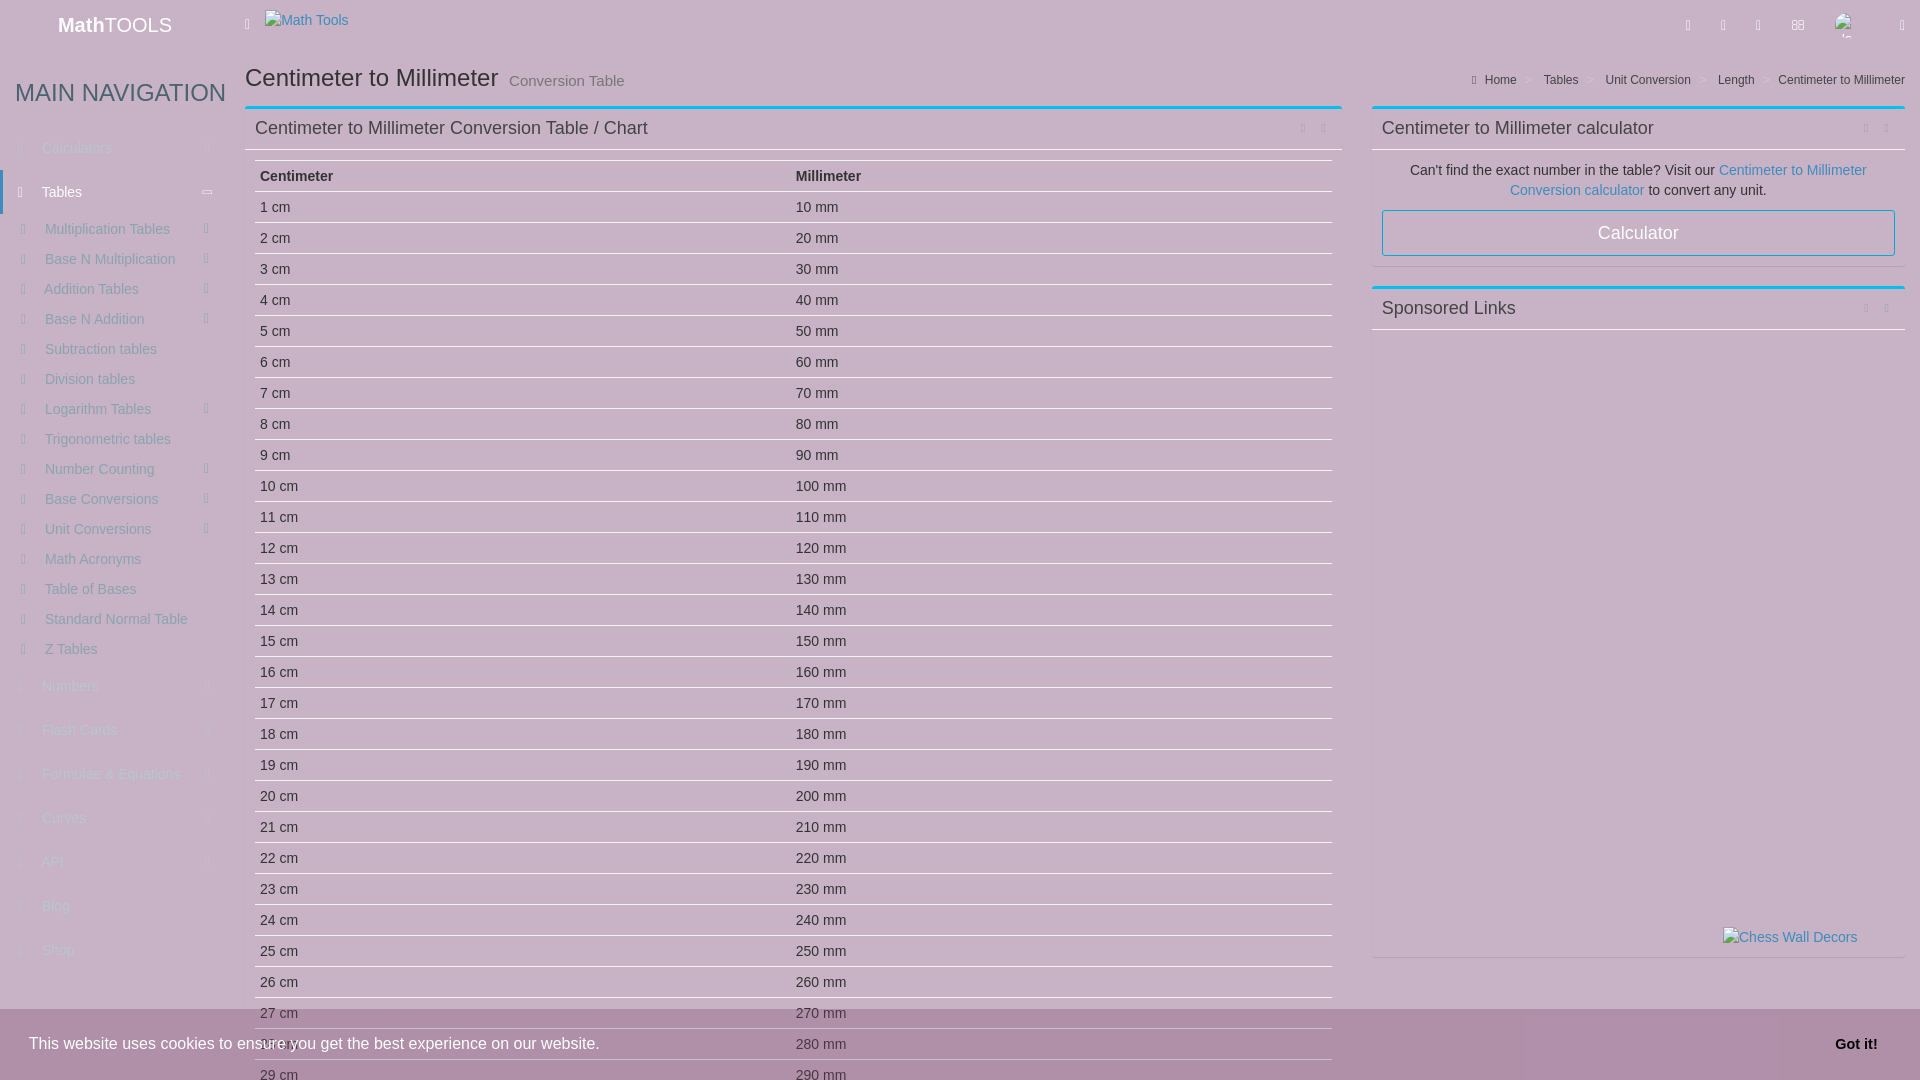 MathTOOLS
Math Tools
MAIN NAVIGATION
Calculators
Tables
Multiplication Tables
Base N Multiplication
Addition Tables
Base N Addition
Subtraction tables
Division tables
Logarithm Tables
Trigonometric tables
Number Counting
Base Conversions
Unit Conversions
Math Acronyms
Table of Bases
Standard Normal Table
Z Tables
Numbers
Flash Cards
Formulae & Equations
Curves
API
Blog
Shop
Centimeter to Millimeter Conversion Table
Home > Tables > Unit Conversion > Length > Centimeter to Millimeter
Centimeter to Millimeter Conversion Table / Chart
Centimeter Millimeter
1 cm 10 mm
2 cm 20 mm
3 cm 30 mm
4 cm 40 mm
5 cm 50 mm
6 cm 60 mm
7 cm 70 mm
8 cm 80 mm
9 cm 90 mm
10 cm 100 mm
11 cm 110 mm
12 cm 120 mm
13 cm 130 mm
14 cm 140 mm
15 cm 150 mm
16 cm 160 mm
17 cm 170 mm
18 cm 180 mm
19 cm 190 mm
20 cm 200 mm
21 cm 210 mm
22 cm 220 mm
23 cm 230 mm
24 cm 240 mm
25 cm 250 mm
26 cm 260 mm
27 cm 270 mm
280 mm
29 cm 290 mm
Centimeter to Millimeter calculator
Can't find the exact number in the table? Visit our Centimeter to Millimeter
Conversion calculator to convert any unit.
Calculator
Sponsored Links
Chess Wall Decors
This website uses cookies to ensure you get the best experience on our website.
Got it!